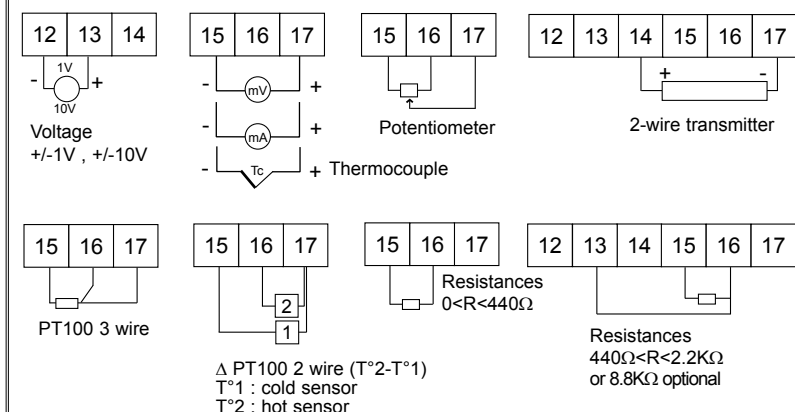 12 13 14
- 1V +
10V
Voltage
+/-1V , +/-10V
15 16 17
- mV +
- mA +
- Tc + Thermocouple
15 16 17
Potentiometer
12 13 14 15 16 17
+ -
2-wire transmitter
15 16 17
PT100 3 wire
15 16 17
2
1
Δ PT100 2 wire (T°2-T°1)
T°1 : cold sensor
T°2 : hot sensor
15 16 17
Resistances
0<R<440Ω
12 13 14 15 16 17
Resistances
440Ω<R<2.2KΩ
or 8.8KΩ optional